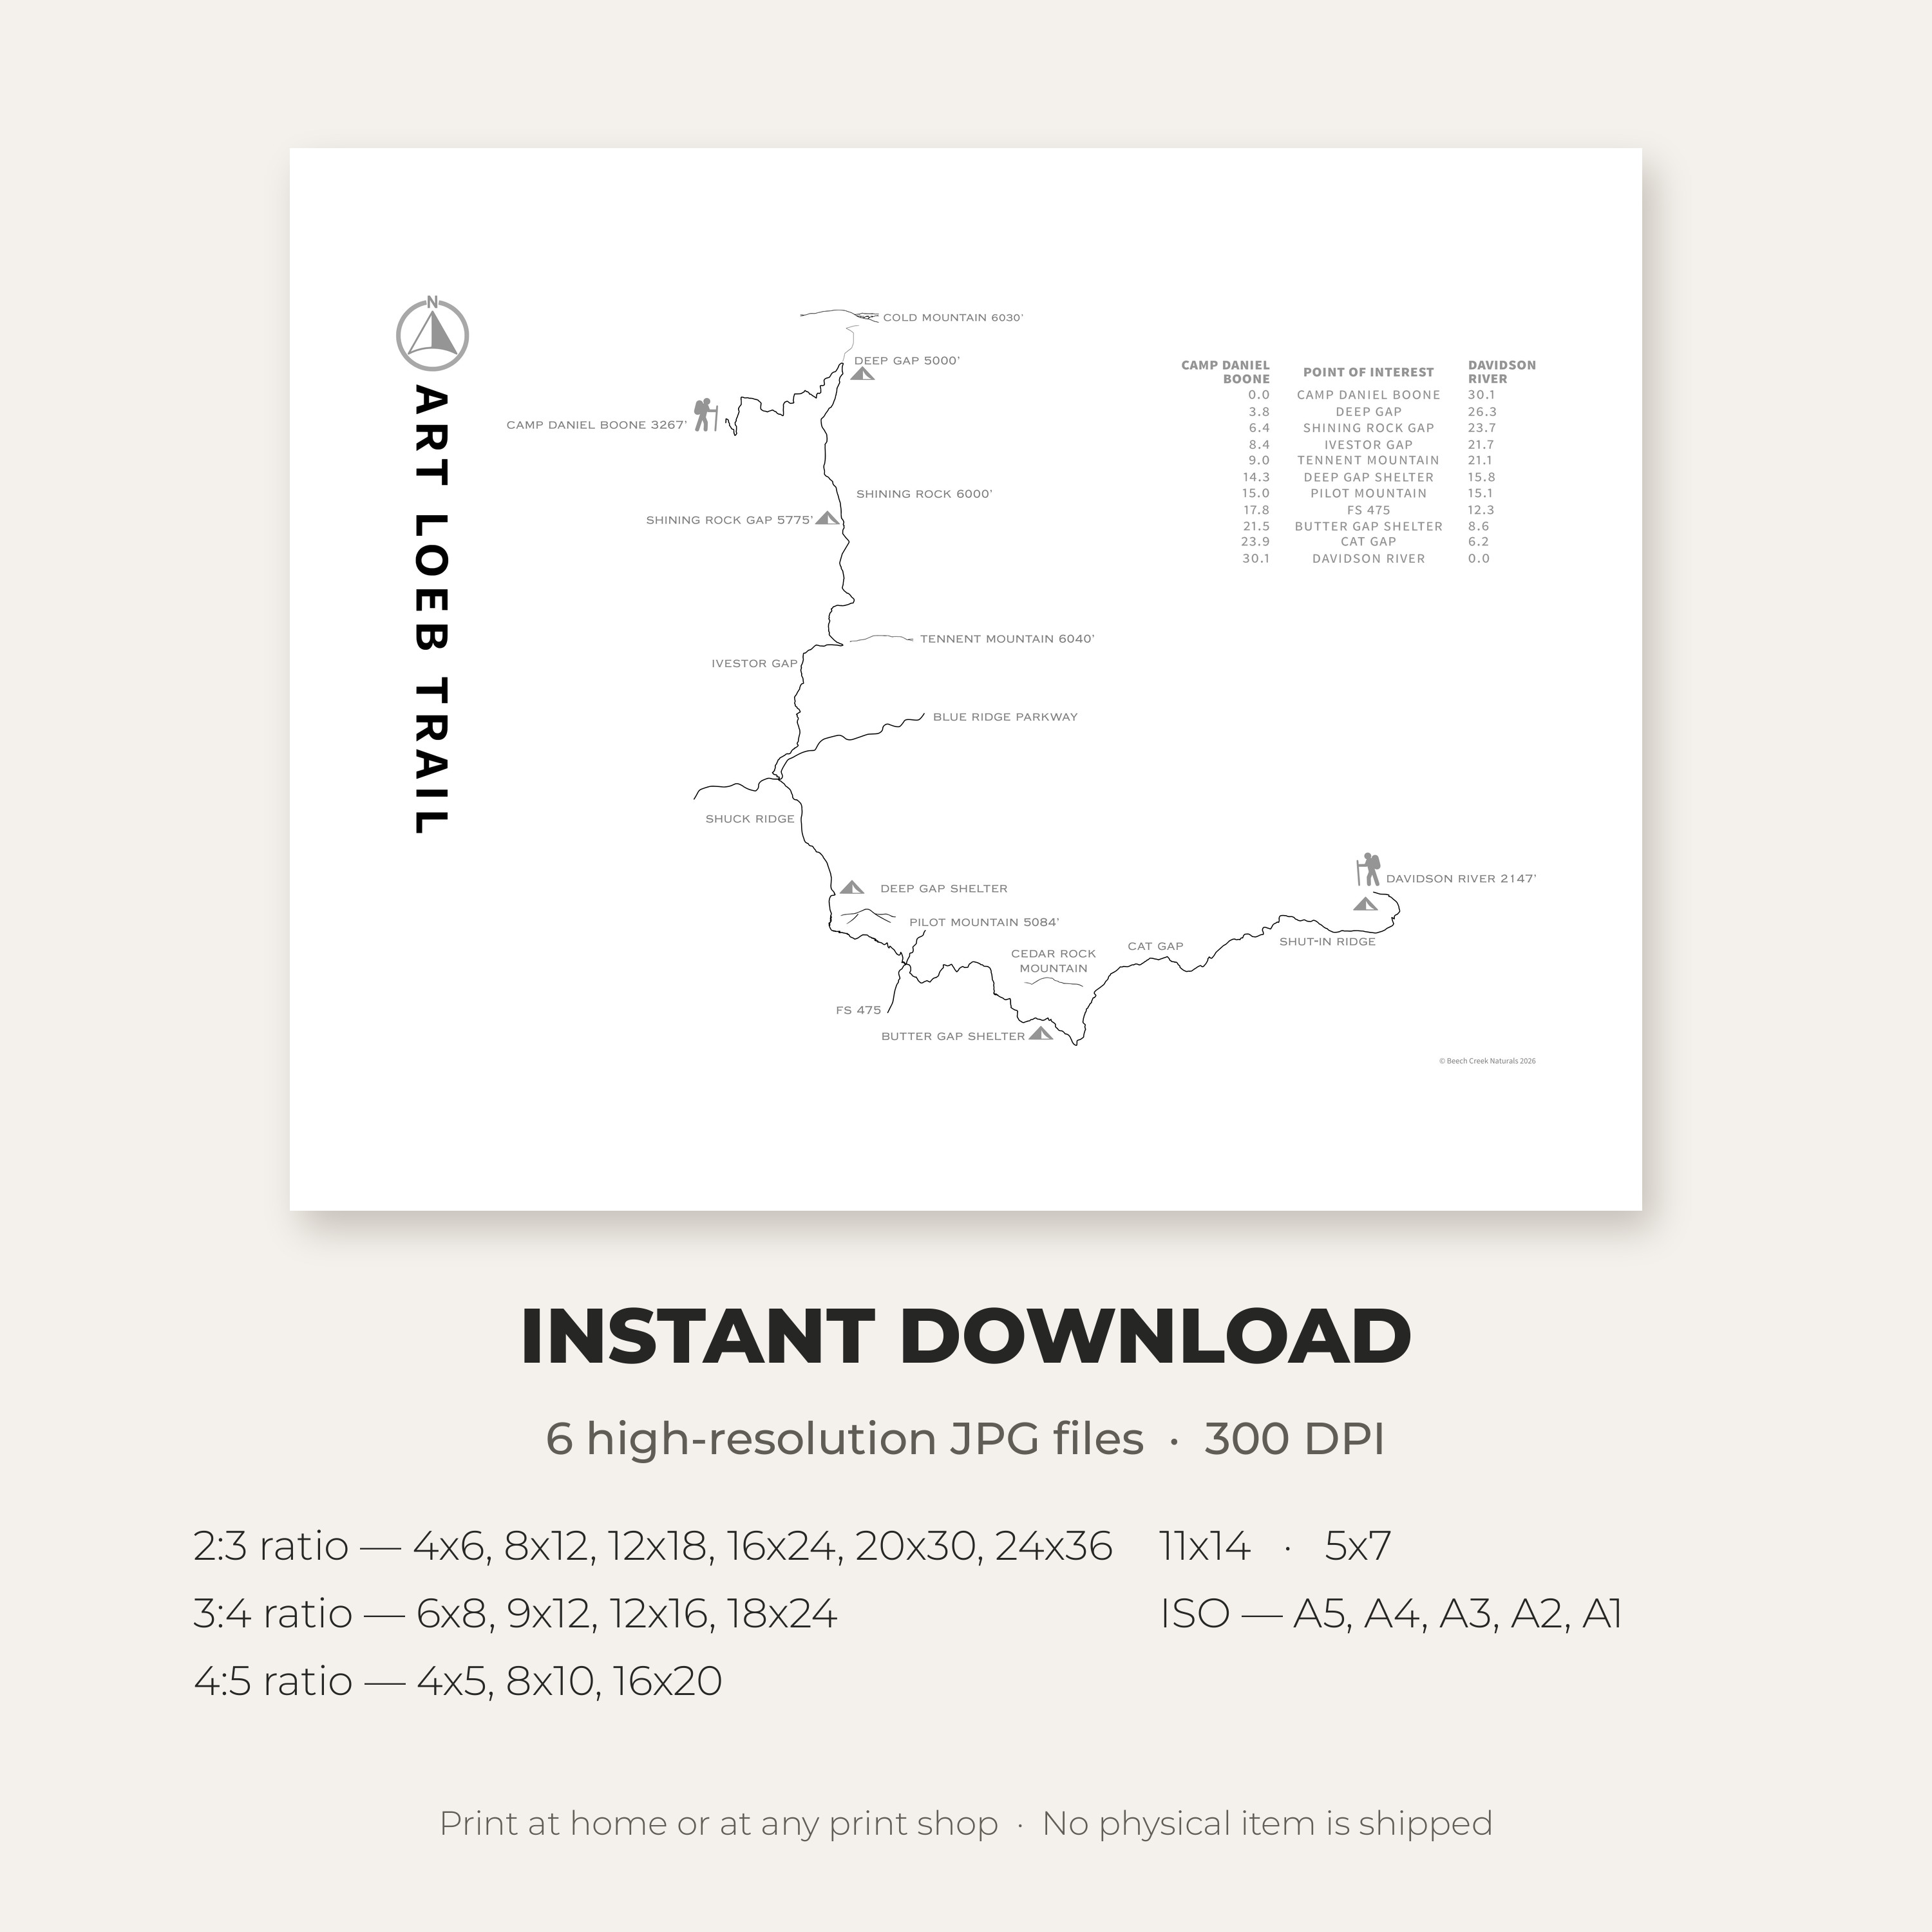 N
ART LOEB TRAIL
COLD MOUNTAIN 6030'
DEEP GAP 5000'
CAMP DANIEL BOONE 3267'
SHINING ROCK 6000'
SHINING ROCK GAP 5775'
TENNENT MOUNTAIN 6040'
IVESTOR GAP
BLUE RIDGE PARKWAY
SHUCK RIDGE
DEEP GAP SHELTER
PILOT MOUNTAIN 5084'
CEDAR ROCK
MOUNTAIN
CAT GAP
SHUT-IN RIDGE
DAVIDSON RIVER 2147'
FS 475
BUTTER GAP SHELTER
CAMP DANIEL BOONE POINT OF INTEREST DAVIDSON RIVER
0.0 CAMP DANIEL BOONE 30.1
3.8 DEEP GAP 26.3
6.4 SHINING ROCK GAP 23.7
8.4 IVESTOR GAP 21.7
9.0 TENNENT MOUNTAIN 21.1
14.3 DEEP GAP SHELTER 15.8
15.0 PILOT MOUNTAIN 15.1
17.8 FS 475 12.3
21.5 BUTTER GAP SHELTER 8.6
23.9 CAT GAP 6.2
30.1 DAVIDSON RIVER 0.0
© Beech Creek Naturals 2026
INSTANT DOWNLOAD
6 high-resolution JPG files · 300 DPI
2:3 ratio — 4x6, 8x12, 12x18, 16x24, 20x30, 24x36
3:4 ratio — 6x8, 9x12, 12x16, 18x24
4:5 ratio — 4x5, 8x10, 16x20
11x14 · 5x7
ISO — A5, A4, A3, A2, A1
Print at home or at any print shop · No physical item is shipped